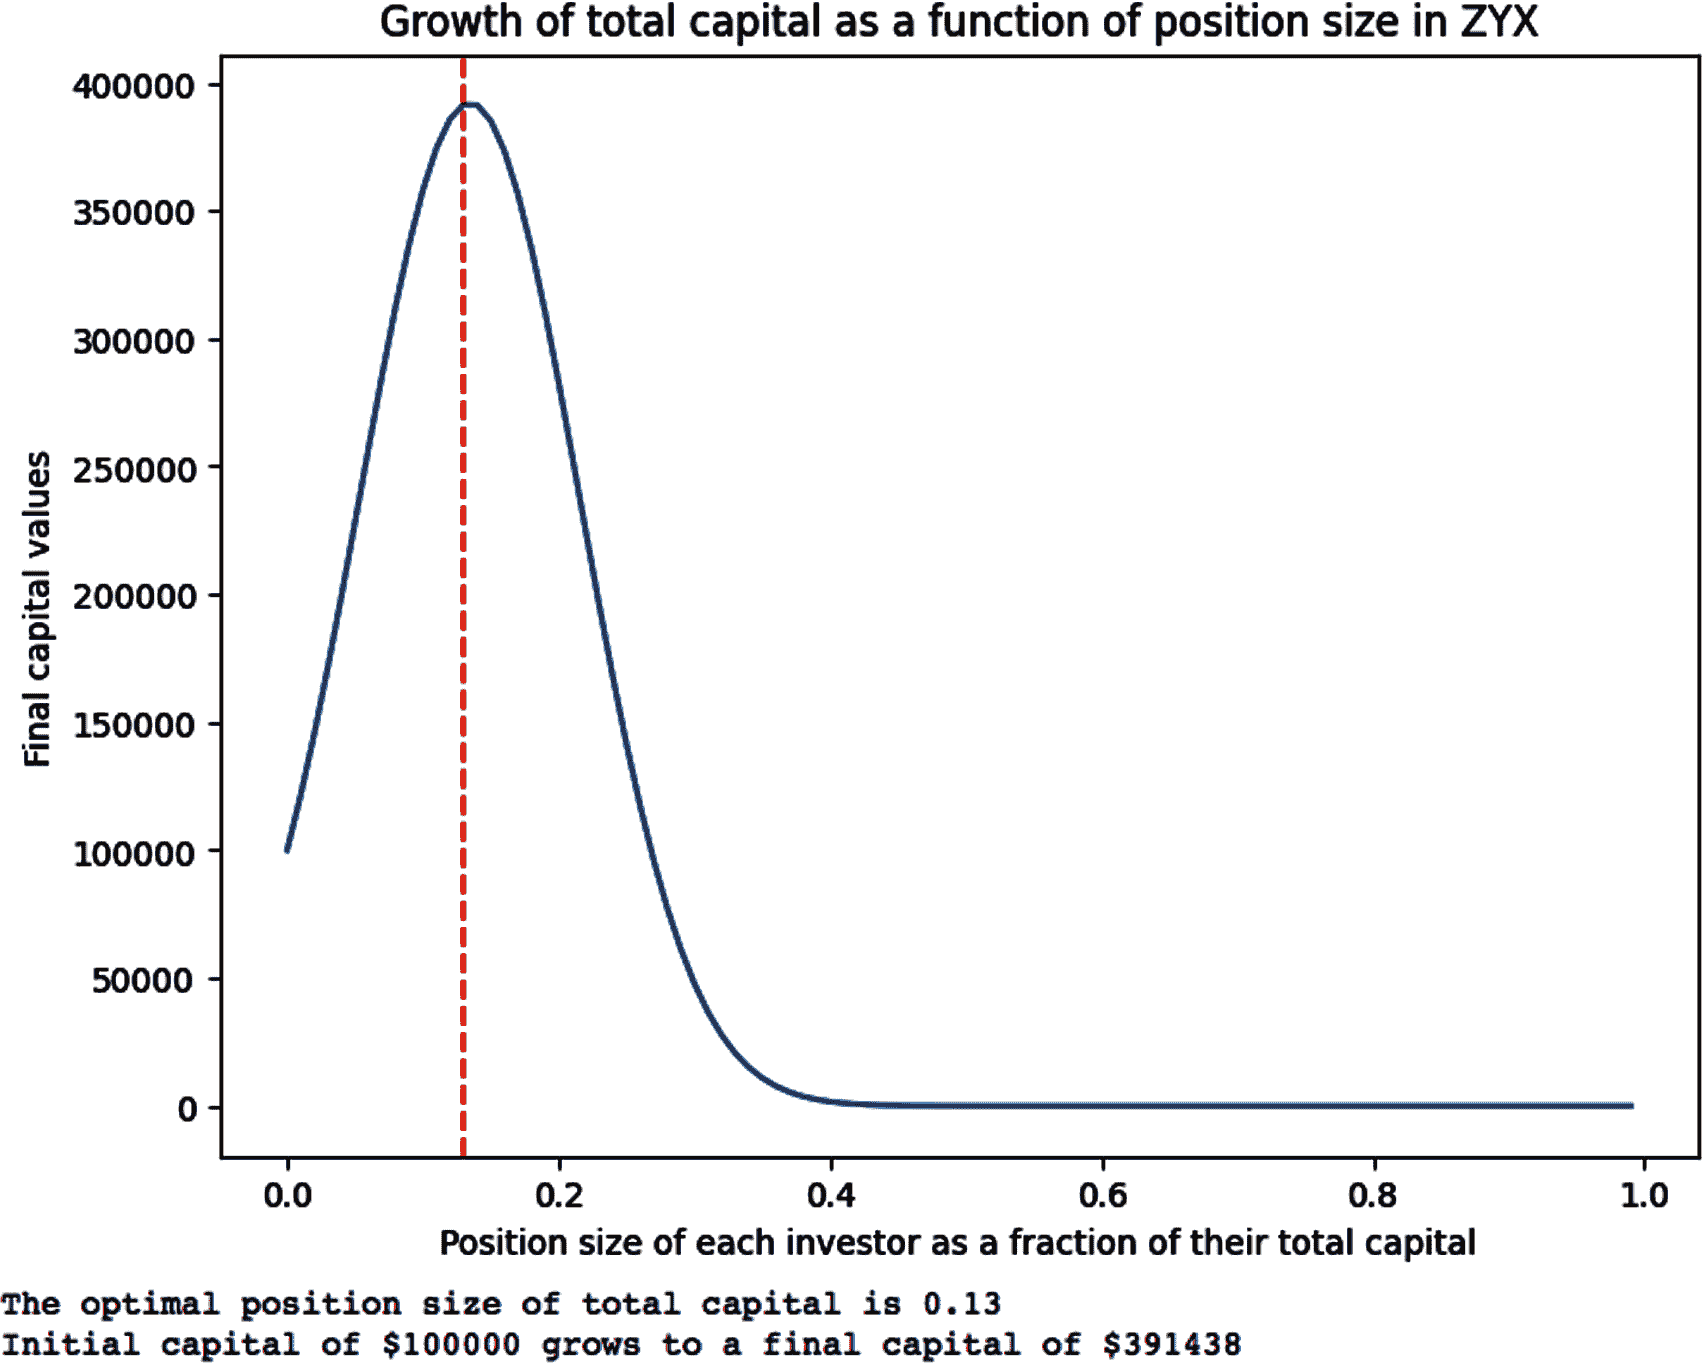 Growth of total capital as a function of position size in ZYX
400000
350000
300000
250000
200000
150000
100000
50000
0
Final capital values
0.0 0.2 0.4 0.6 0.8 1.0
Position size of each investor as a fraction of their total capital
The optimal position size of total capital is 0.13
Initial capital of $100000 grows to a final capital of $391438